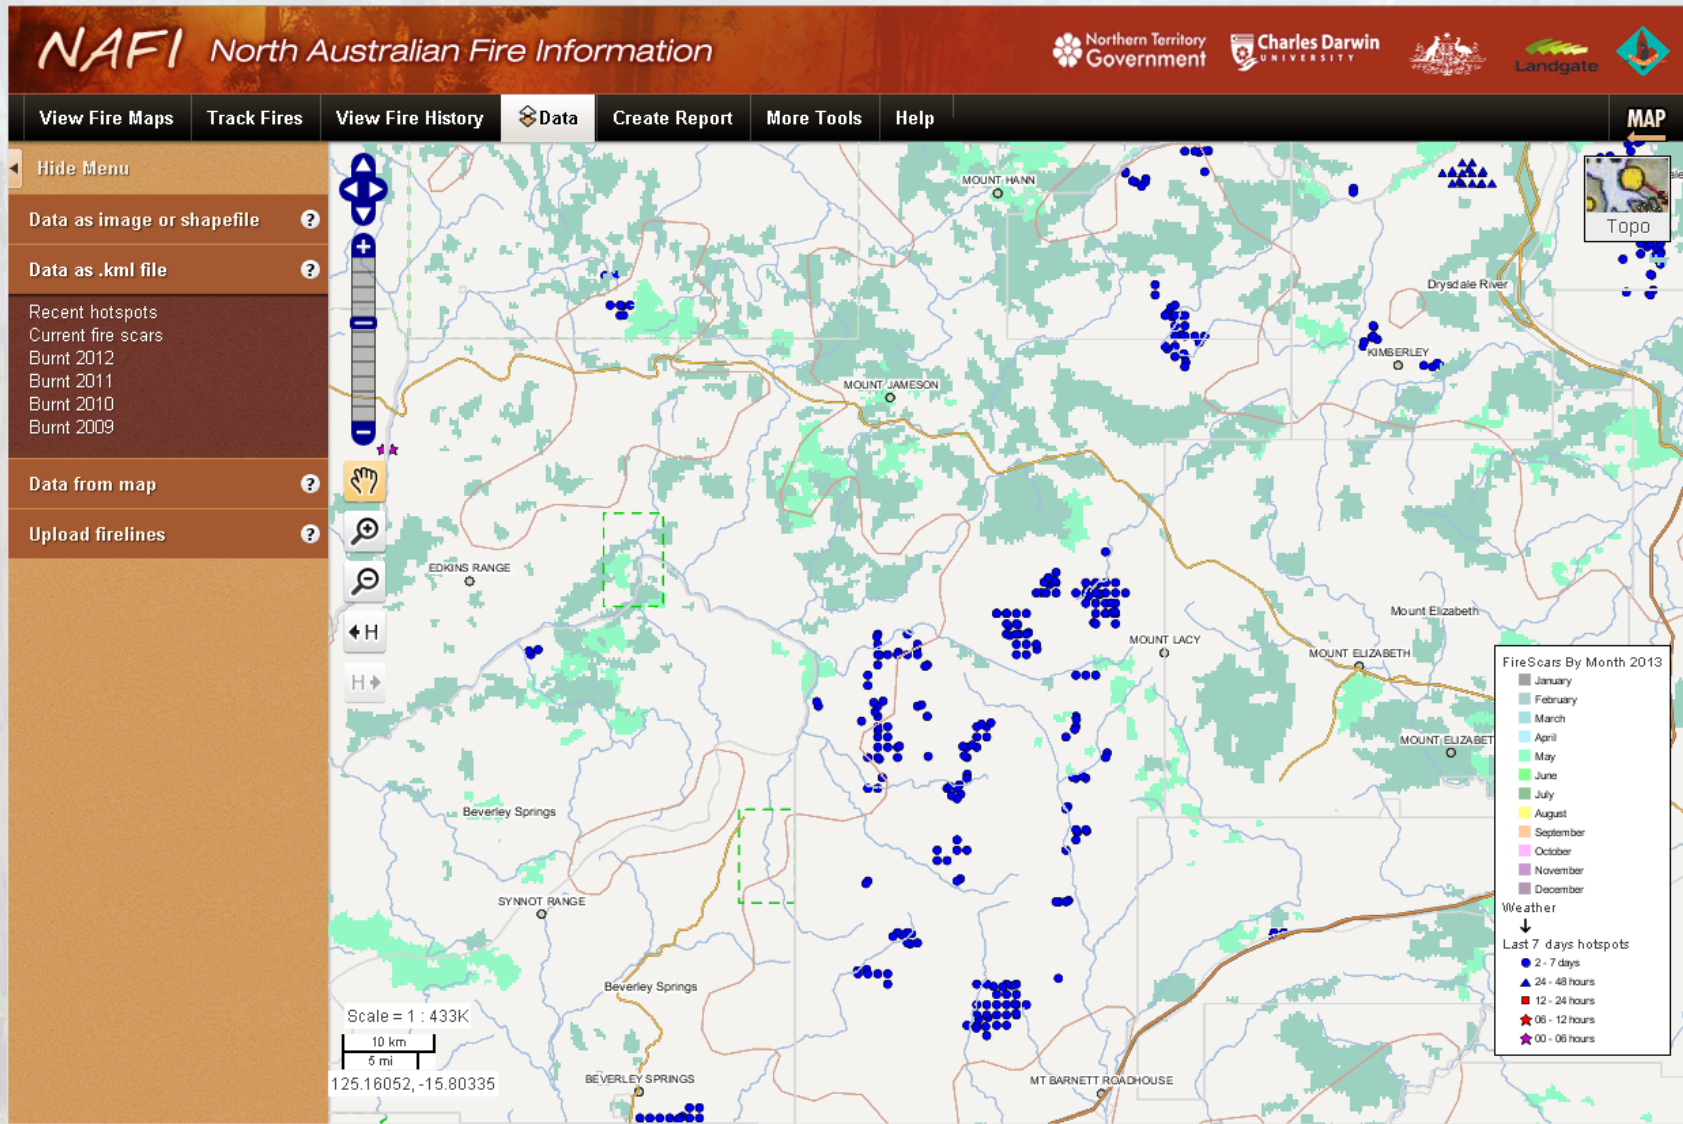 NAFI North Australian Fire Information
Northern Territory
Government
Charles Darwin
UNIVERSITY
Landgate
View Fire Maps
Track Fires
View Fire History
Data
Create Report
More Tools
Help
MAP
Hide Menu
Data as image or shapefile ?
Data as .kml file ?
Recent hotspots
Current fire scars
Burnt 2012
Burnt 2011
Burnt 2010
Burnt 2009
Data from map ?
Upload firelines ?
H
H
MOUNT HANN
Topo
Drysdale River
KIMBERLEY
MOUNT JAMESON
EDKINS RANGE
Mount Elizabeth
MOUNT LACY
MOUNT ELIZABETH
MOUNT ELIZABET
Beverley Springs
SYNNOT RANGE
Beverley Springs
BEVERLEY SPRINGS
MT BARNETT ROADHOUSE
Scale = 1 : 433K
10 km
5 mi
125.16052, -15.80335
FireScars By Month 2013
January
February
March
April
May
June
July
August
September
October
November
December
Weather
Last 7 days hotspots
2 - 7 days
24 - 48 hours
12 - 24 hours
06 - 12 hours
00 - 06 hours